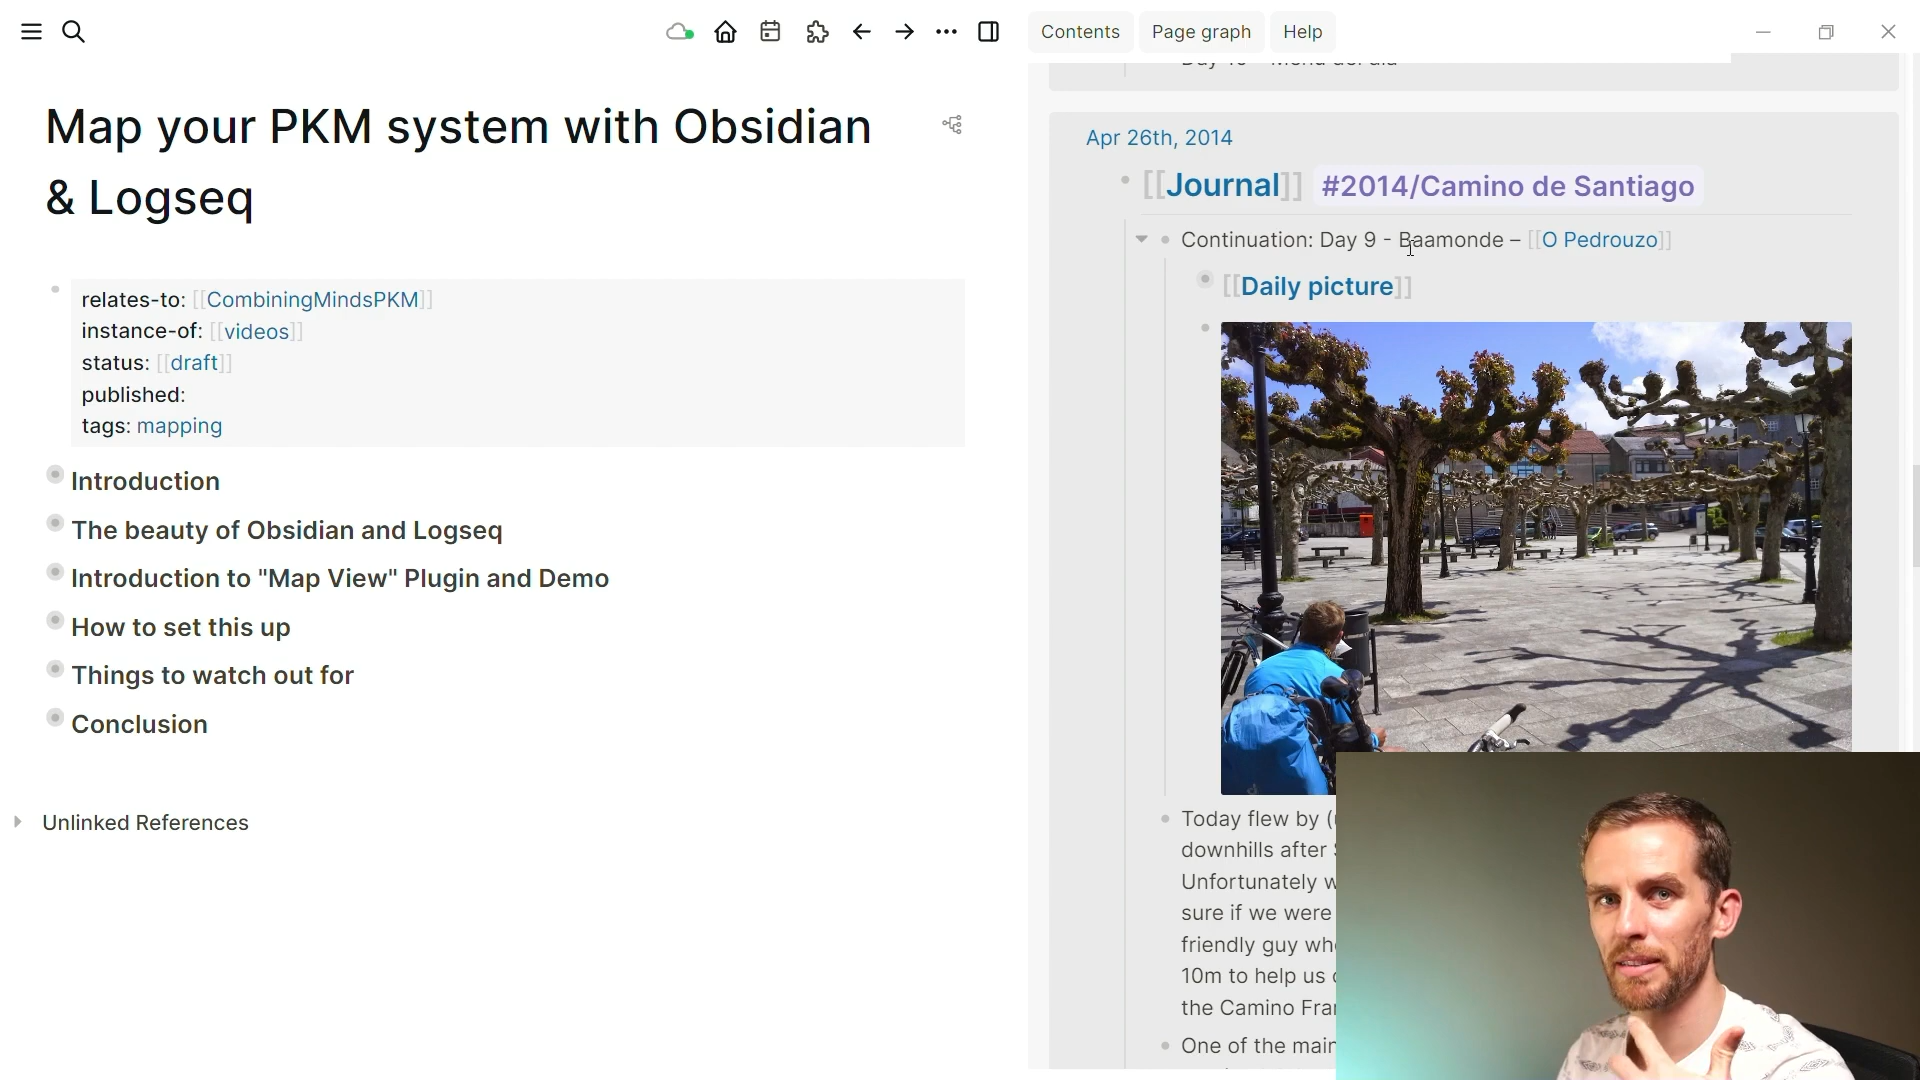 Contents
Page graph
Help
Map your PKM system with Obsidian
& Logseq
relates-to: [[CombiningMindsPKM]]
instance-of: [[videos]]
status: [[draft]]
published:
tags: mapping
Introduction
The beauty of Obsidian and Logseq
Introduction to "Map View" Plugin and Demo
How to set this up
Things to watch out for
Conclusion
Unlinked References
Apr 26th, 2014
[[Journal]] #2014/Camino de Santiago
Continuation: Day 9 - Baamonde – [[O Pedrouzo]]
[[Daily picture]]
Today flew by (
downhills after
Unfortunately
sure if we were
friendly guy
10m to help us
the Camino
One of the main